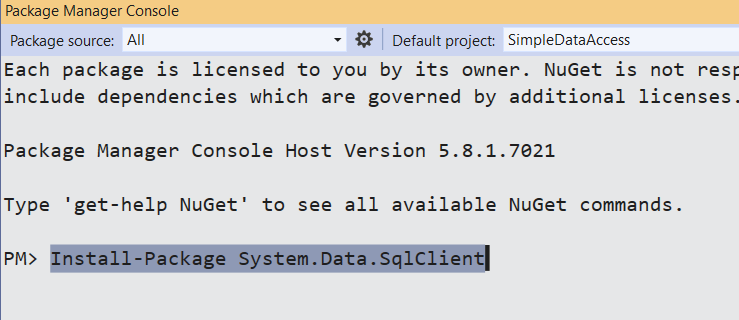 Package Manager Console
Package source: All Default project: SimpleDataAccess
Each package is licensed to you by its owner. NuGet is not
include dependencies which are governed by additional licenses.
Package Manager Console Host Version 5.8.1.7021
Type 'get-help NuGet' to see all available NuGet commands.
PM> Install-Package System.Data.SqlClient